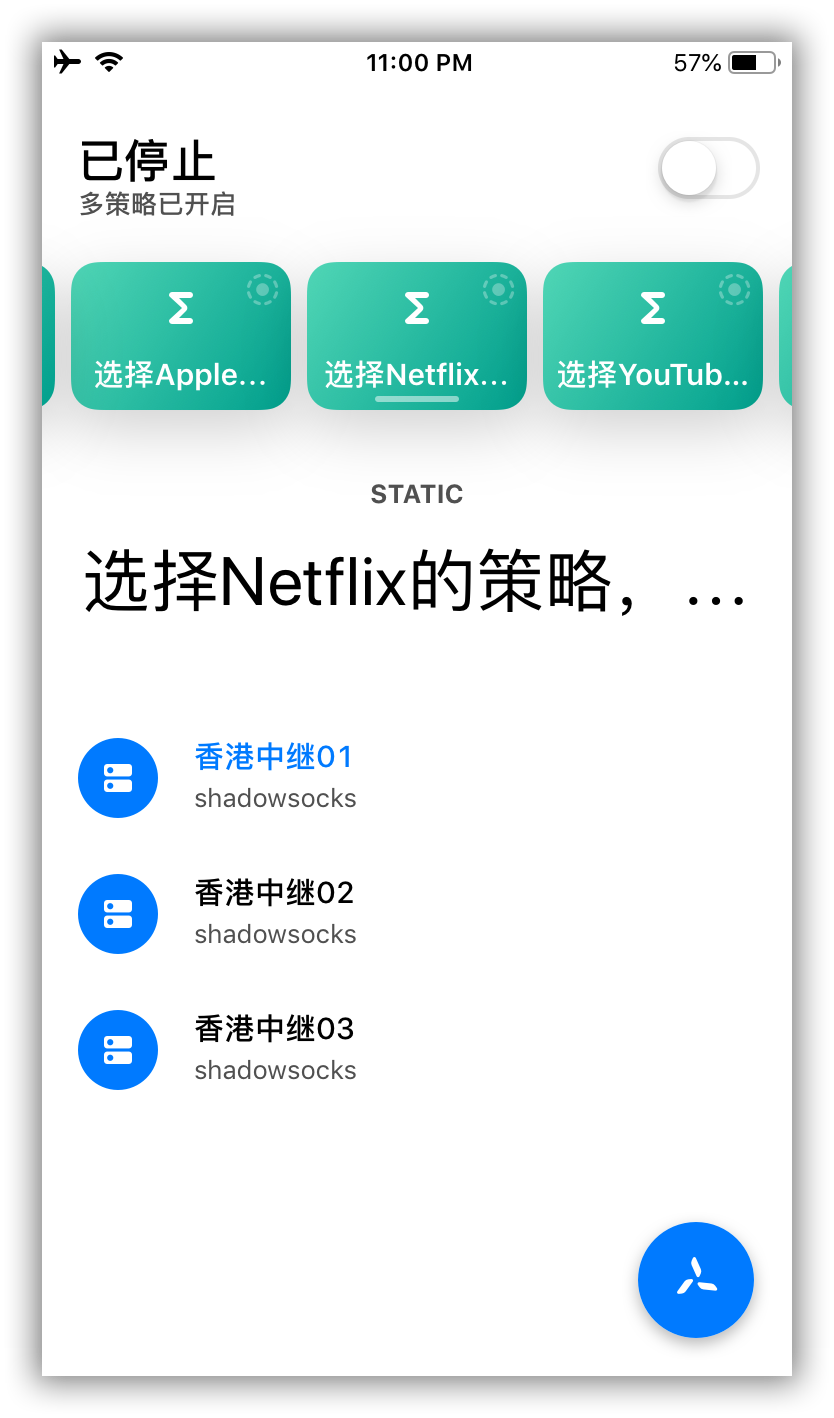 11:00 PM
57%
已停止
多策略已开启
选择Apple…
选择Netflix…
选择YouTub…
STATIC
选择Netflix的策略，…
香港中继01
shadowsocks
香港中继02
shadowsocks
香港中继03
shadowsocks